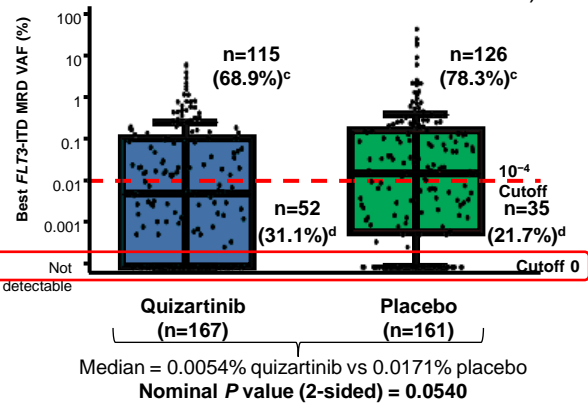 Best FLT3-ITD MRD VAF (%)
100
10
1
0.1
0.01
0.001
Not
detectable
n=115
(68.9%)ᶜ
n=126
(78.3%)ᶜ
10⁻⁴
Cutoff
n=52
(31.1%)ᵈ
n=35
(21.7%)ᵈ
Cutoff 0
Quizartinib
(n=167)
Placebo
(n=161)
Median = 0.0054% quizartinib vs 0.0171% placebo
Nominal P value (2-sided) = 0.0540